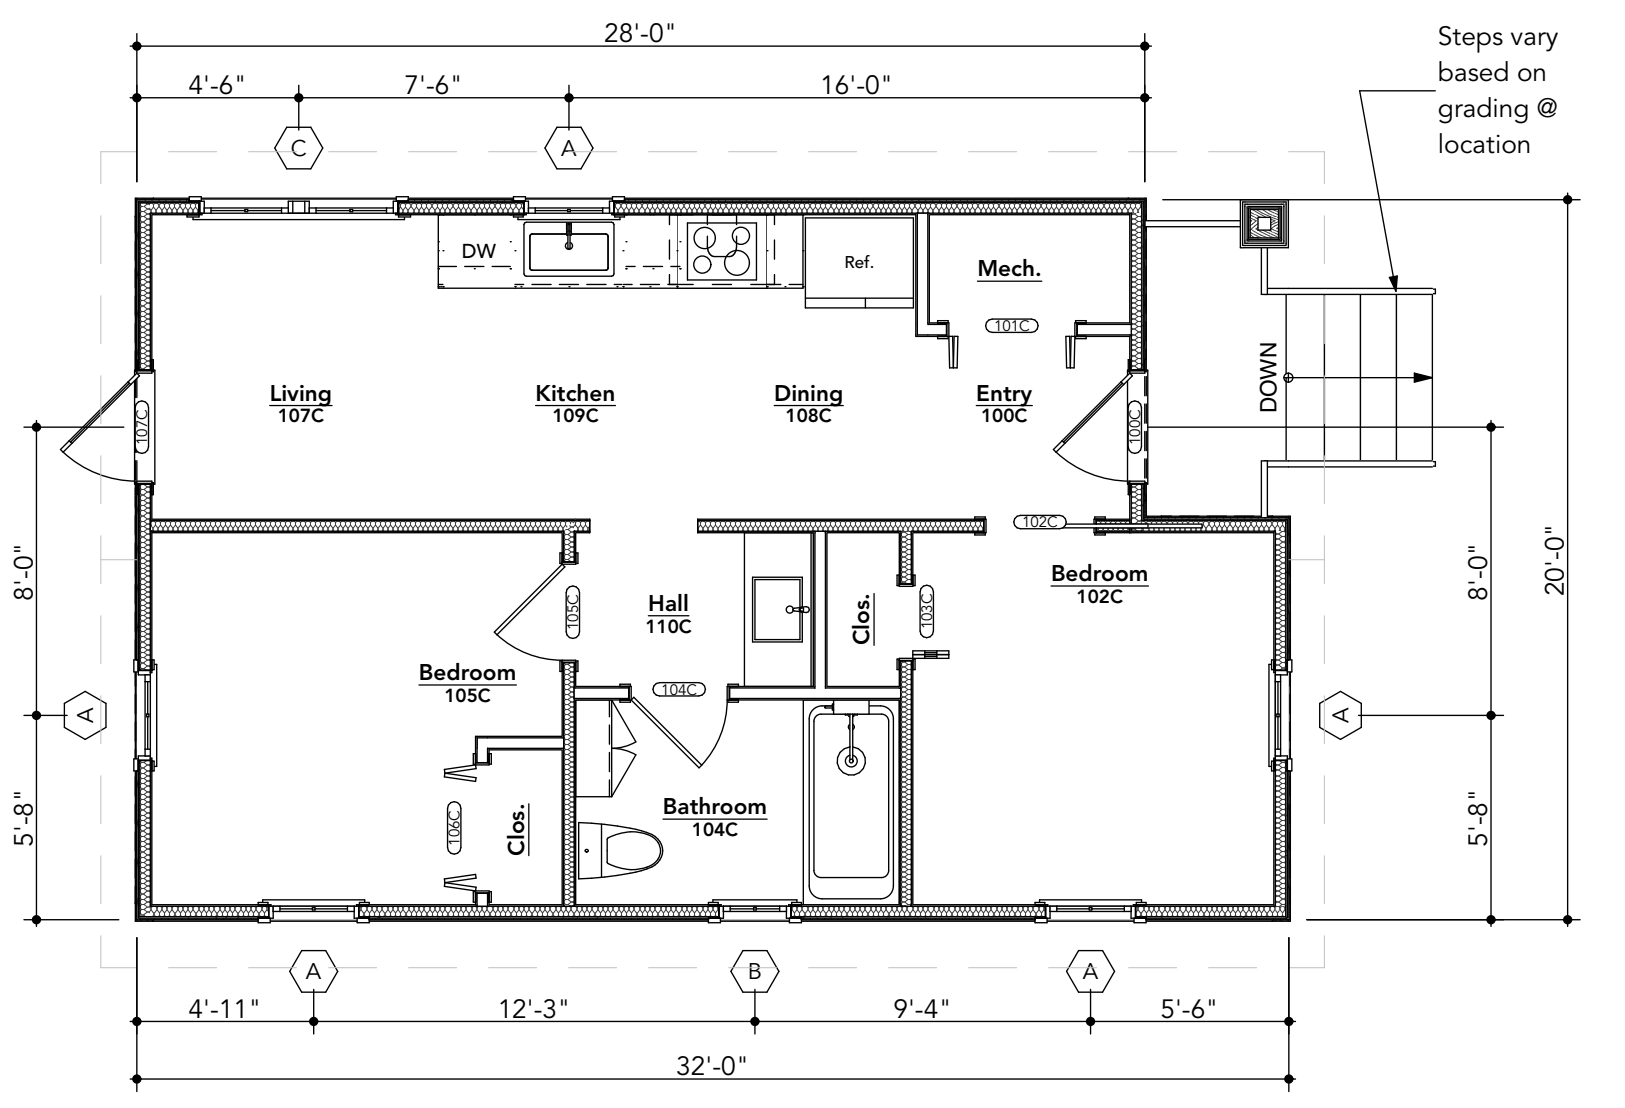 28'-0"
Steps vary
based on
grading @
location
4'-6"
7'-6"
16'-0"
C
A
DW
Ref.
Mech.
101C
DOWN
Living
107C
Kitchen
109C
Dining
108C
Entry
100C
107C
100C
102C
8'-0"
8'-0"
20'-0"
Bedroom
102C
105C
Hall
110C
Clos.
103C
Bedroom
105C
104C
A
A
5'-8"
5'-8"
106C
Clos.
Bathroom
104C
A
B
A
4'-11"
12'-3"
9'-4"
5'-6"
32'-0"